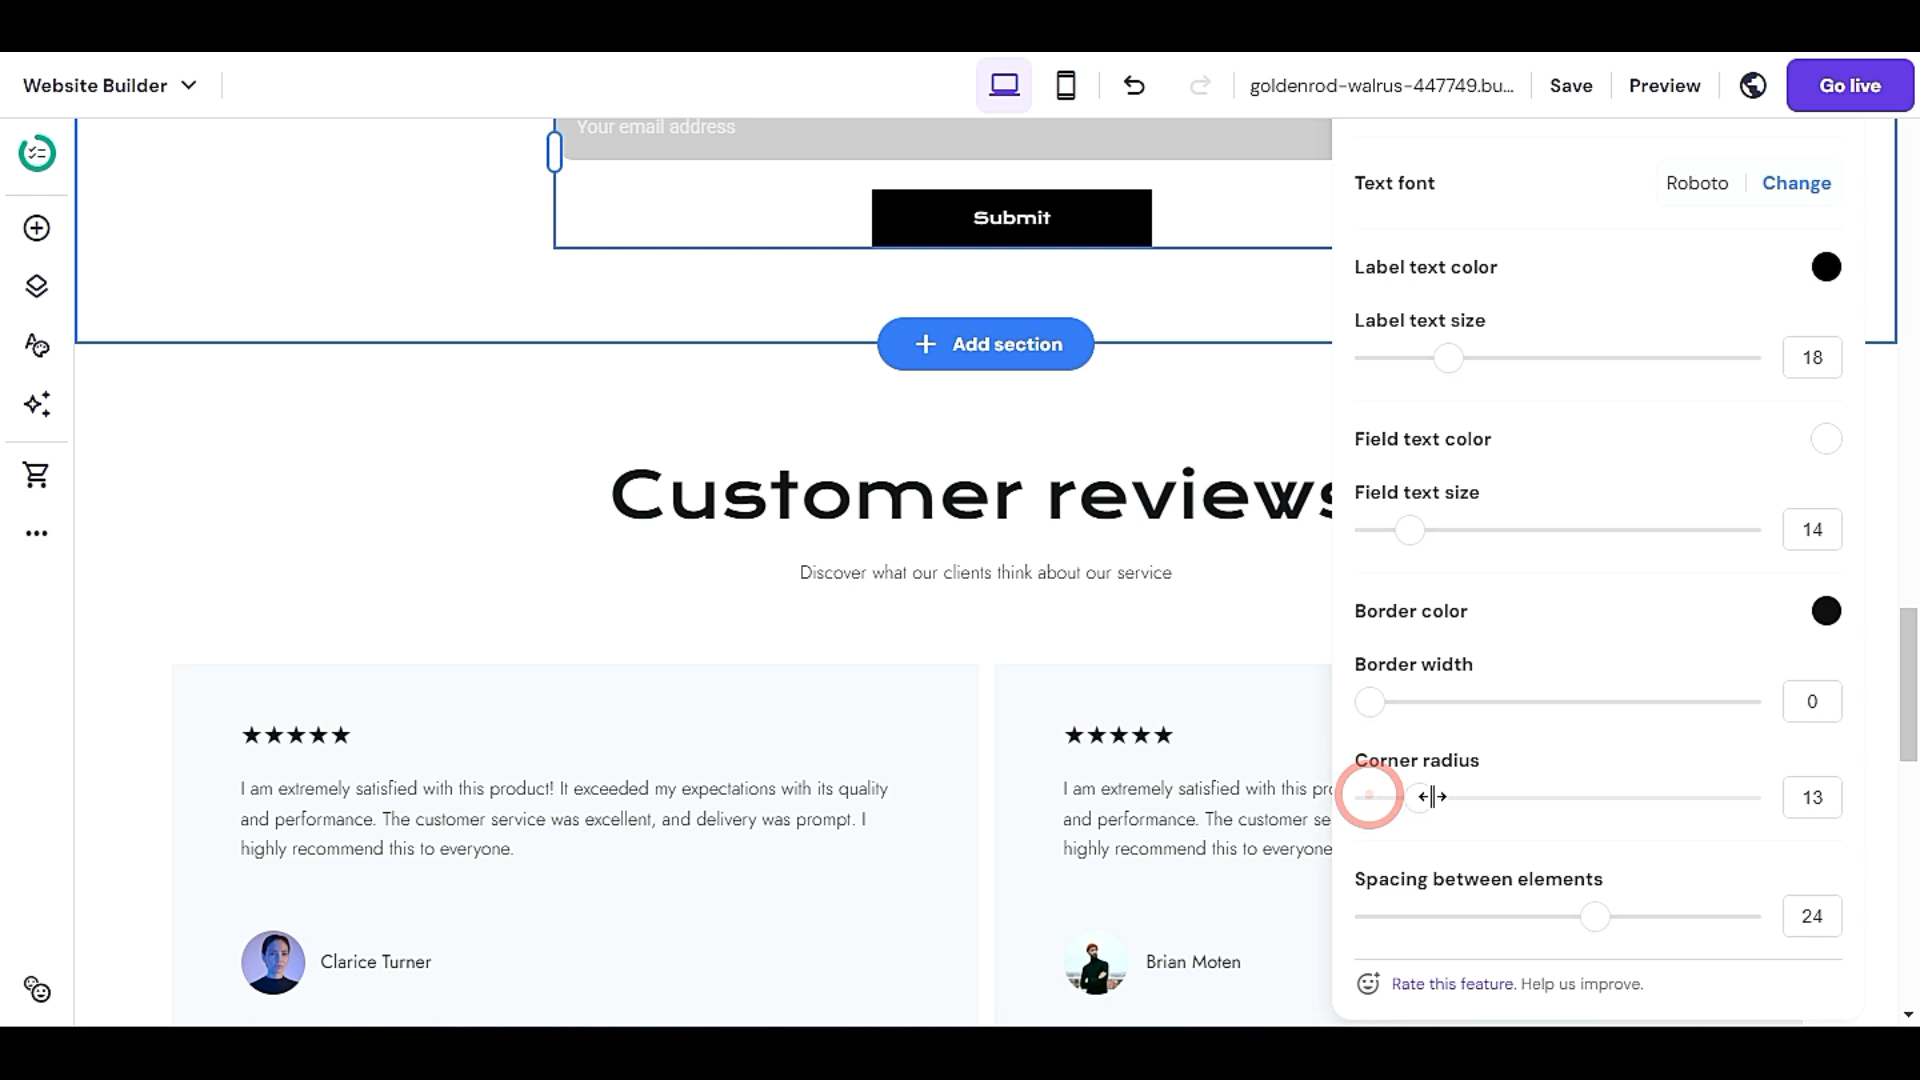 Website Builder
goldenrod-walrus-447749.bu...
Save
Preview
Go live
Your email address
Submit
Add section
Customer reviews
Discover what our clients think about our service
★★★★★
I am extremely satisfied with this product! It exceeded my expectations with its quality
and performance. The customer service was excellent, and delivery was prompt. I
highly recommend this to everyone.
Clarice Turner
★★★★★
I am extremely satisfied with this pro
and performance. The customer se
highly recommend this to everyone
Brian Moten
Text font
Roboto
Change
Label text color
Label text size
18
Field text color
Field text size
14
Border color
Border width
0
Corner radius
13
Spacing between elements
24
Rate this feature. Help us improve.